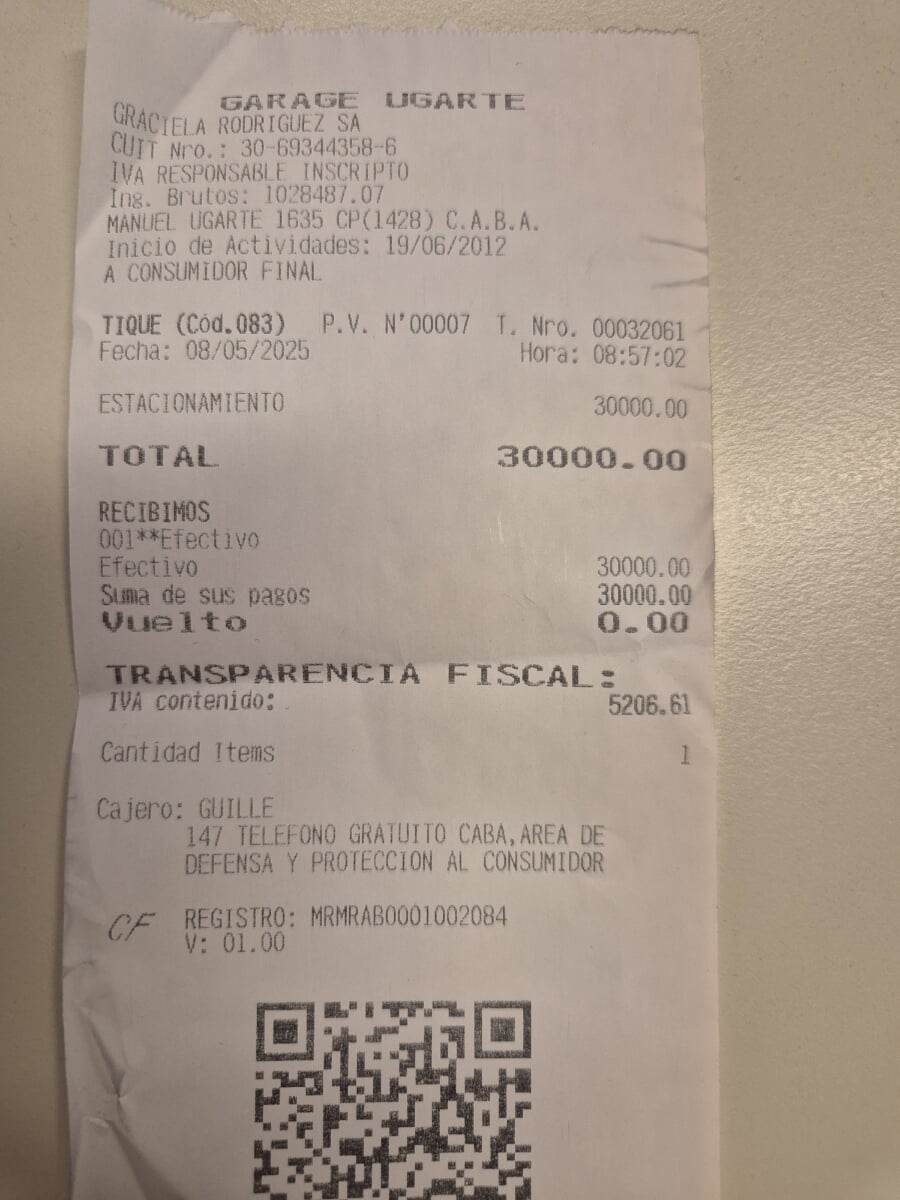 GARAGE UGARTE
GRACIELA RODRIGUEZ SA
CUIT Nro.: 30-69344358-6
IVA RESPONSABLE INSCRIPTO
Ing. Brutos: 1028487.07
MANUEL UGARTE 1635 CP(1428) C.A.B.A.
Inicio de Actividades: 19/06/2012
A CONSUMIDOR FINAL
TIQUE (Cód.083) P.V. N°00007 T. Nro. 00032061
Fecha: 08/05/2025 Hora: 08:57:02
ESTACIONAMIENTO 30000.00
TOTAL 30000.00
RECIBIMOS
001**Efectivo
Efectivo 30000.00
Suma de sus pagos 30000.00
Vuelto 0.00
TRANSPARENCIA FISCAL:
IVA contenido: 5206.61
Cantidad Items 1
Cajero: GUILLE
147 TELEFONO GRATUITO CABA,AREA DE
DEFENSA Y PROTECCION AL CONSUMIDOR
CF REGISTRO: MRMRAB0001002084
V: 01.00